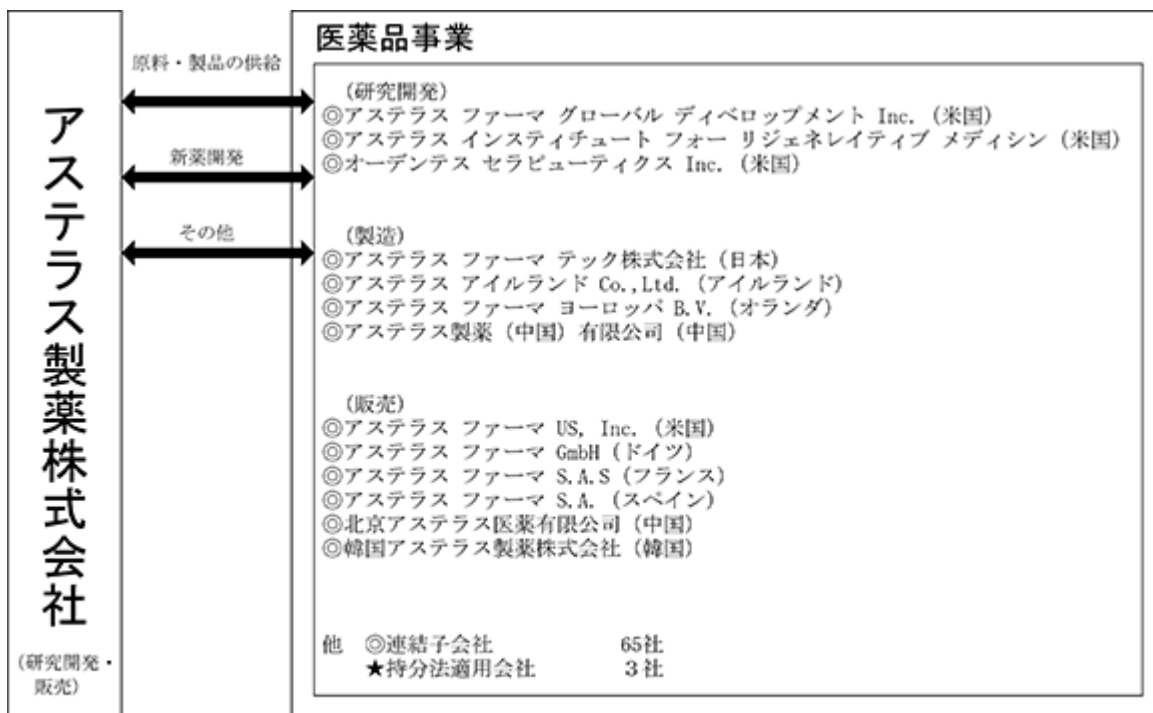 アステラス製薬株式会社
(研究開発・
販売)
原料・製品の供給
新薬開発
その他
医薬品事業
(研究開発)
◎アステラス ファーマ グローバル ディベロップメント Inc. (米国)
◎アステラス インスティチュート フォー リジェネレイティブ メディシン (米国)
◎オーデンテス セラピューティクス Inc. (米国)
(製造)
◎アステラス ファーマ テック株式会社 (日本)
◎アステラス アイルランド Co.,Ltd. (アイルランド)
◎アステラス ファーマ ヨーロッパ B.V. (オランダ)
◎アステラス製薬 (中国) 有限公司 (中国)
(販売)
◎アステラス ファーマ US, Inc. (米国)
◎アステラス ファーマ GmbH (ドイツ)
◎アステラス ファーマ S.A.S (フランス)
◎アステラス ファーマ S.A. (スペイン)
◎北京アステラス医薬有限公司 (中国)
◎韓国アステラス製薬株式会社 (韓国)
他 ◎連結子会社 65社
★持分法適用会社 3社